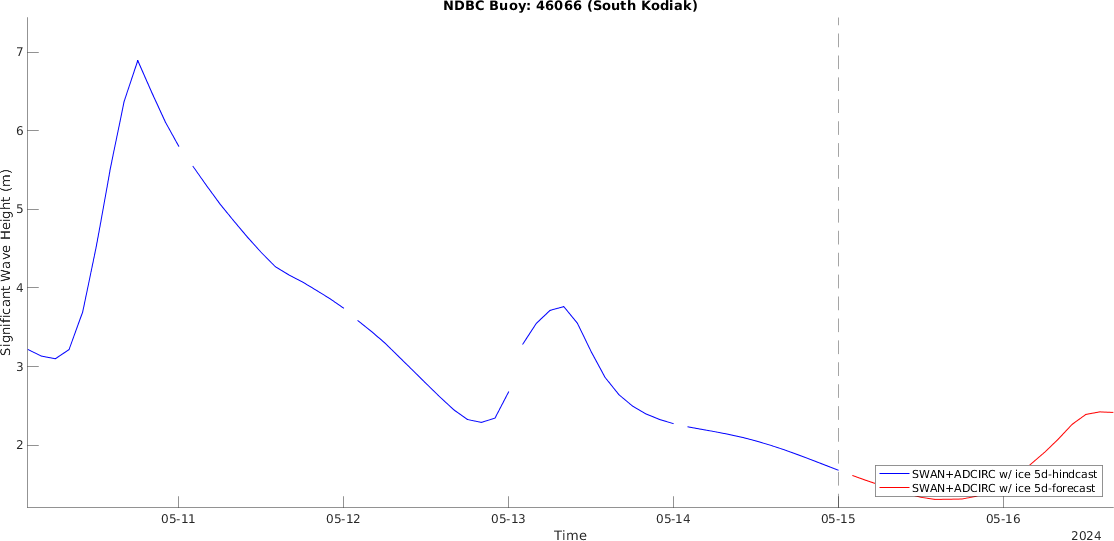 NDBC Buoy: 46066 (South Kodiak)
Significant Wave Height (m)
7
6
5
4
3
2
SWAN+ADCIRC w/ ice 5d-hindcast
SWAN+ADCIRC w/ ice 5d-forecast
05-11 05-12 05-13 05-14 05-15 05-16
Time
2024